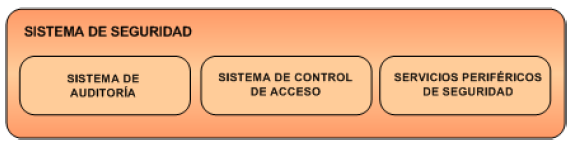 SISTEMA DE SEGURIDAD
SISTEMA DE
AUDITORÍA
SISTEMA DE CONTROL
DE ACCESO
SERVICIOS PERIFÉRICOS
DE SEGURIDAD